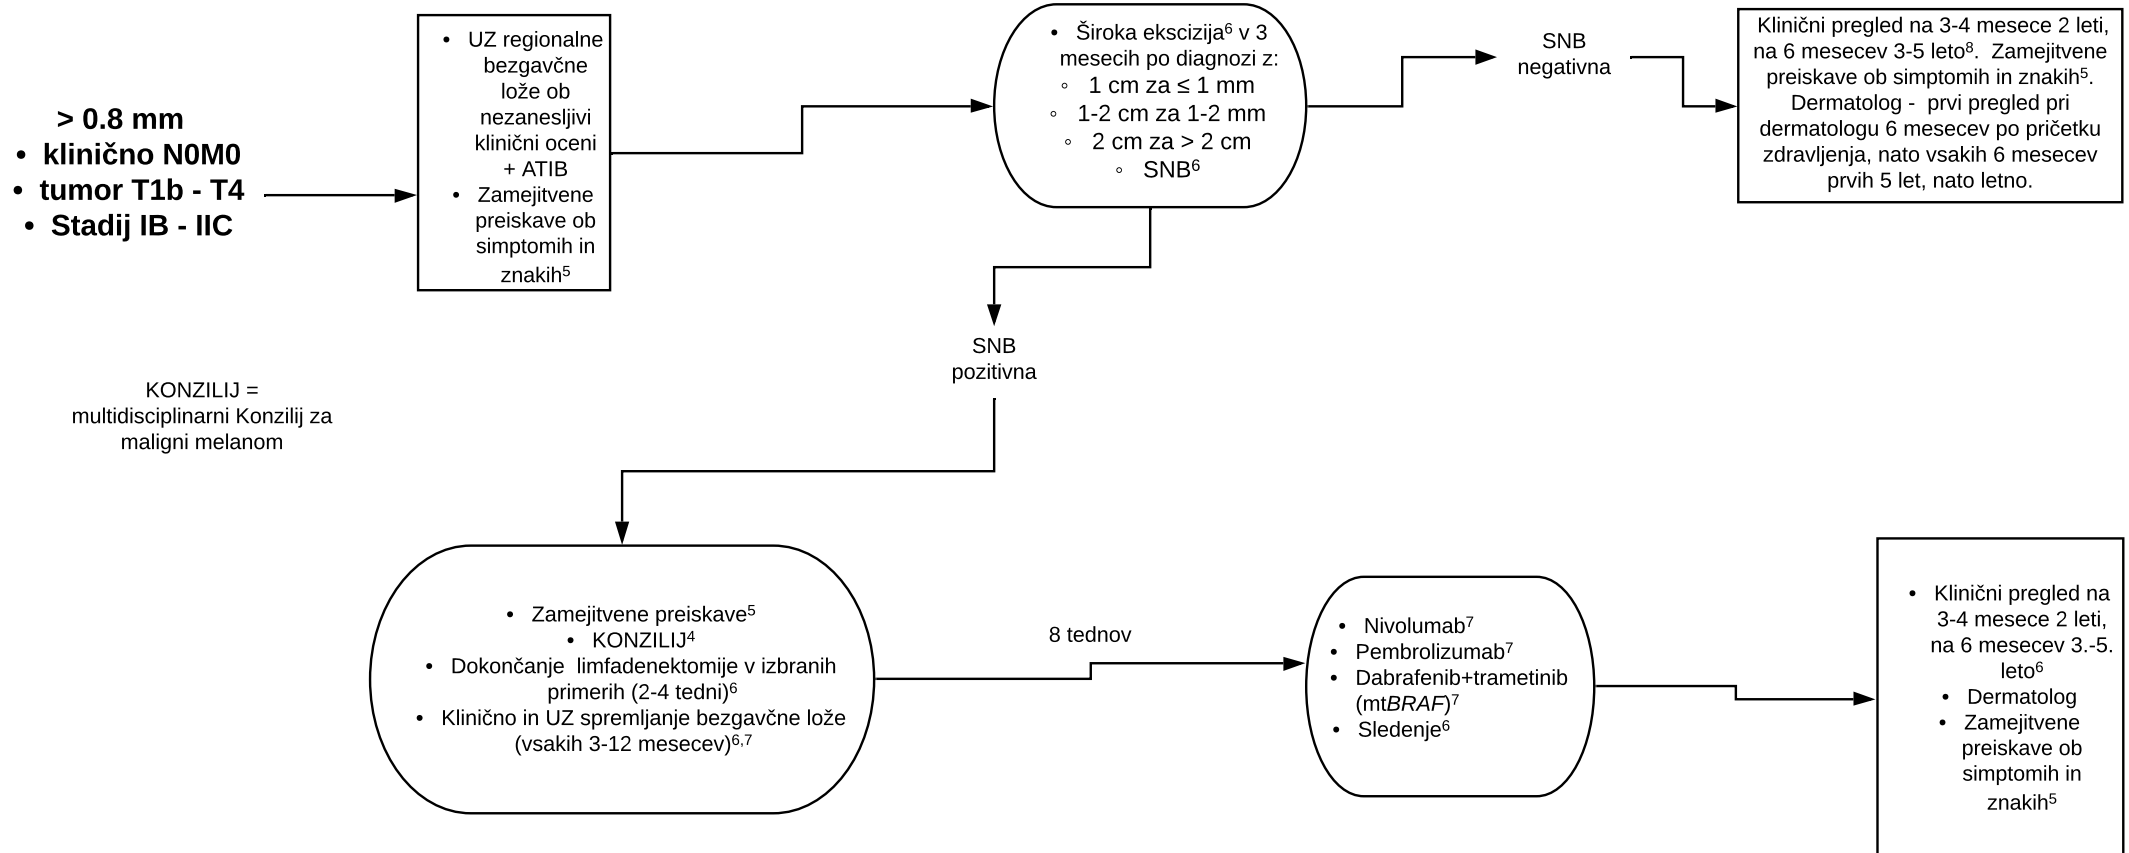 > 0.8 mm
• klinično N0M0
• tumor T1b - T4
• Stadij IB - IIC
• UZ regionalne
bezgavčne
lože ob
nezanesljivi
klinični oceni
+ ATIB
• Zamejitvene
preiskave ob
simptomih in
znakih⁵
• Široka ekscizija⁶ v 3
mesecih po diagnozi z:
◦ 1 cm za ≤ 1 mm
◦ 1-2 cm za 1-2 mm
◦ 2 cm za > 2 cm
◦ SNB⁶
SNB
negativna
Klinični pregled na 3-4 mesece 2 leti,
na 6 mesecev 3-5 leto⁸. Zamejitvene
preiskave ob simptomih in znakih⁵.
Dermatolog - prvi pregled pri
dermatologu 6 mesecev po pričetku
zdravljenja, nato vsakih 6 mesecev
prvih 5 let, nato letno.
SNB
pozitivna
KONZILIJ =
multidisciplinarni Konzilij za
maligni melanom
• Zamejitvene preiskave⁵
• KONZILIJ⁴
• Dokončanje limfadenektomije v izbranih
primerih (2-4 tedni)⁶
• Klinično in UZ spremljanje bezgavčne lože
(vsakih 3-12 mesecev)⁶,⁷
8 tednov
• Nivolumab⁷
• Pembrolizumab⁷
• Dabrafenib+trametinib
(mtBRAF)⁷
• Sledenje⁶
• Klinični pregled na
3-4 mesece 2 leti,
na 6 mesecev 3.-5.
leto⁶
• Dermatolog
• Zamejitvene
preiskave ob
simptomih in
znakih⁵